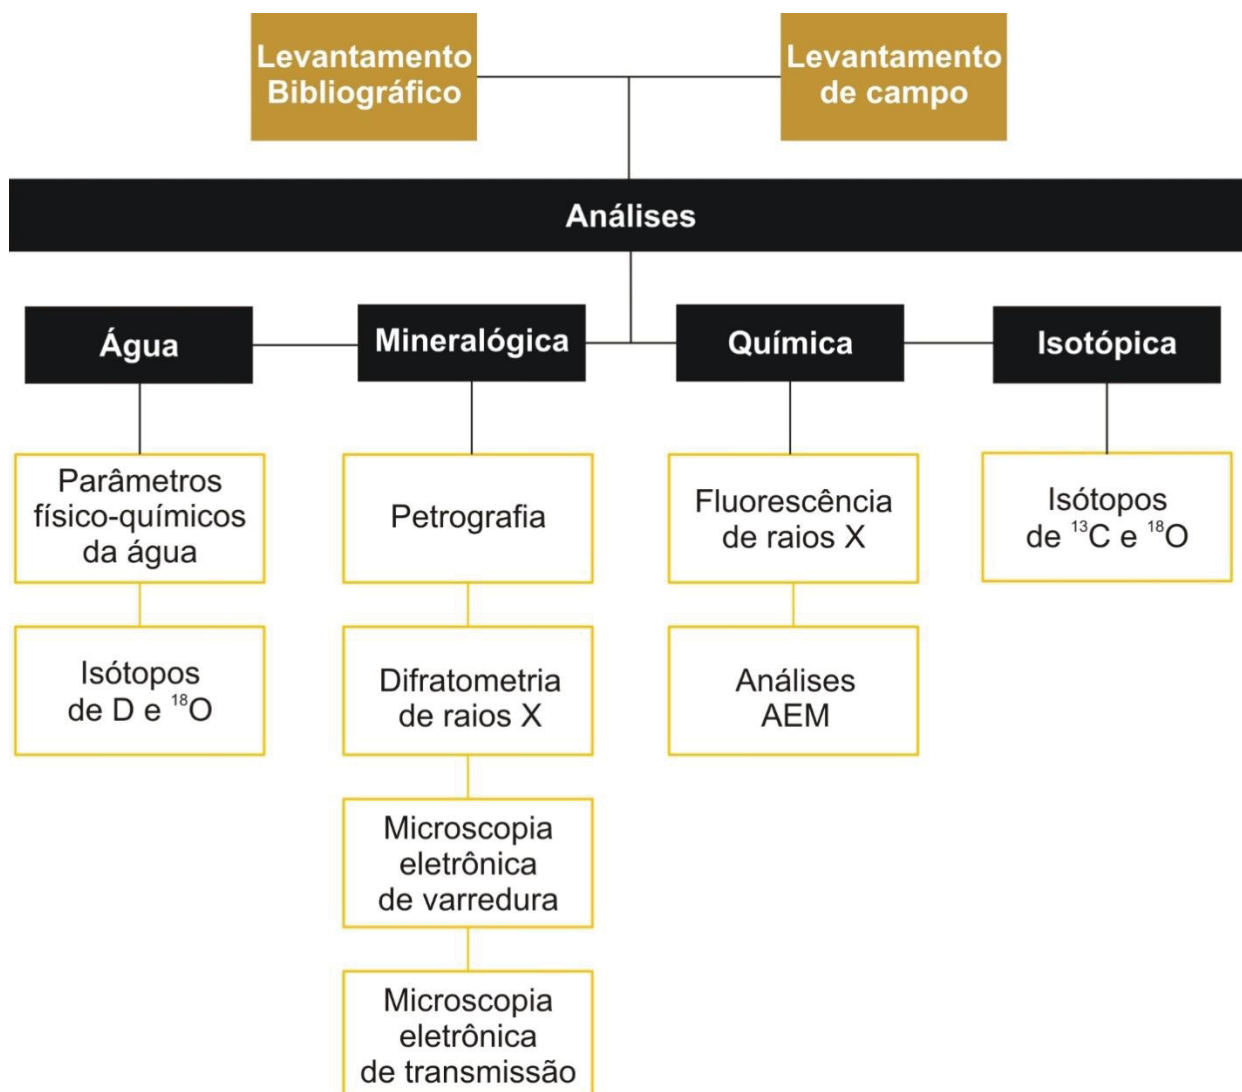 Levantamento
Bibliográfico
Levantamento
de campo
Análises
Água
Mineralógica
Química
Isotópica
Parâmetros
físico-químicos
da água
Petrografia
Fluorescência
de raios X
Isótopos
de ¹³C e ¹⁸O
Isótopos
de D e ¹⁸O
Difratometria
de raios X
Análises
AEM
Microscopia
eletrônica
de varredura
Microscopia
eletrônica
de transmissão